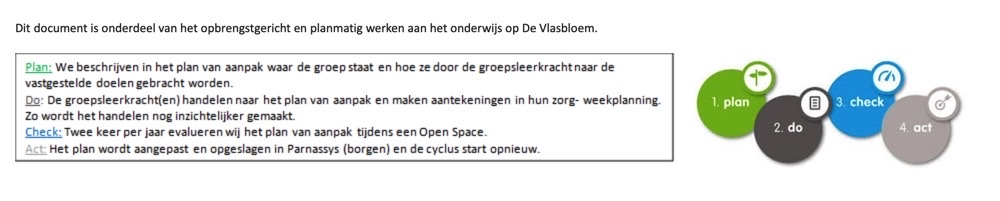 Dit document is onderdeel van het opbrengstgericht en planmatig werken aan het onderwijs op De Vlasbloem.
Plan: We beschrijven in het plan van aanpak waar de groep staat en hoe ze door de groepsleerkracht naar de
vastgestelde doelen gebracht worden.
Do: De groepsleerkracht(en) handelen naar het plan van aanpak en maken aantekeningen in hun zorg- weekplanning.
Zo wordt het handelen nog inzichtelijker gemaakt.
Check: Twee keer per jaar evalueren wij het plan van aanpak tijdens een Open Space.
Act: Het plan wordt aangepast en opgeslagen in Parnassys (borgen) en de cyclus start opnieuw.
1. plan
2. do
3. check
4. act